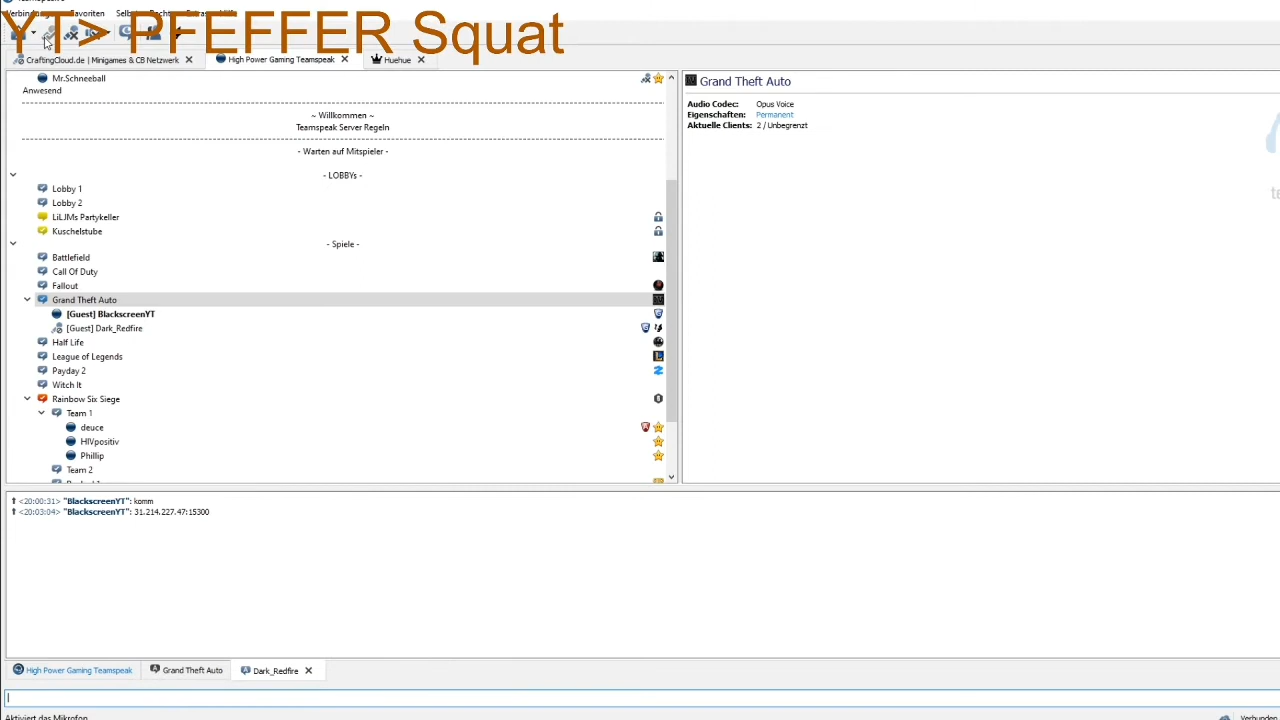 YT> PFEFFER Squat
Favoriten
CraftingCloud.de | Minigames & CB Netzwerk
High Power Gaming Teamspeak
Huehue
Mr.Schneeball
Anwesend
~ Willkommen ~
Teamspeak Server Regeln
- Warten auf Mitspieler -
- LOBBYs -
Lobby 1
Lobby 2
LiLJMs Partykeller
Kuschelstube
- Spiele -
Battlefield
Call Of Duty
Fallout
Grand Theft Auto
[Guest] BlackscreenYT
[Guest] Dark_Redfire
Half Life
League of Legends
Payday 2
Witch It
Rainbow Six Siege
Team 1
deuce
HIVpositiv
Phillip
Team 2
Grand Theft Auto
Audio Codec: Opus Voice
Eigenschaften: Permanent
Aktuelle Clients: 2 / Unbegrenzt
<20:00:31> "BlackscreenYT": komm
<20:03:04> "BlackscreenYT": 31.214.227.47:15300
High Power Gaming Teamspeak
Grand Theft Auto
Dark_Redfire
Aktiviert das Mikrofon
Verbunden